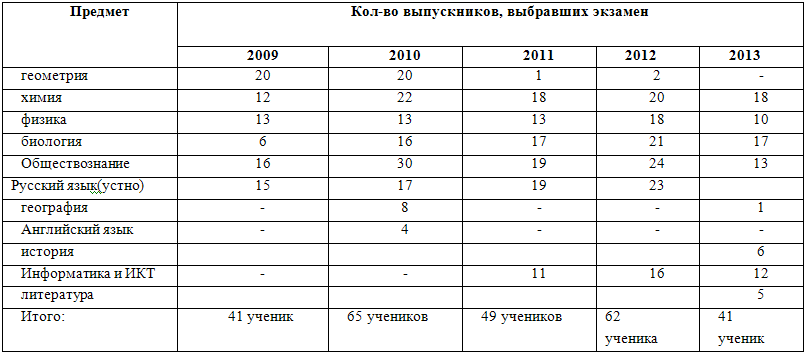 Предмет Кол-во выпускников, выбравших экзамен
2009 2010 2011 2012 2013
геометрия 20 20 1 2 -
химия 12 22 18 20 18
физика 13 13 13 18 10
биология 6 16 17 21 17
Обществознание 16 30 19 24 13
Русский язык(устно) 15 17 19 23
география - 8 - - 1
Английский язык - 4 - - -
история 6
Информатика и ИКТ - - 11 16 12
литература 5
Итого: 41 ученик 65 учеников 49 учеников 62 41
ученика ученик